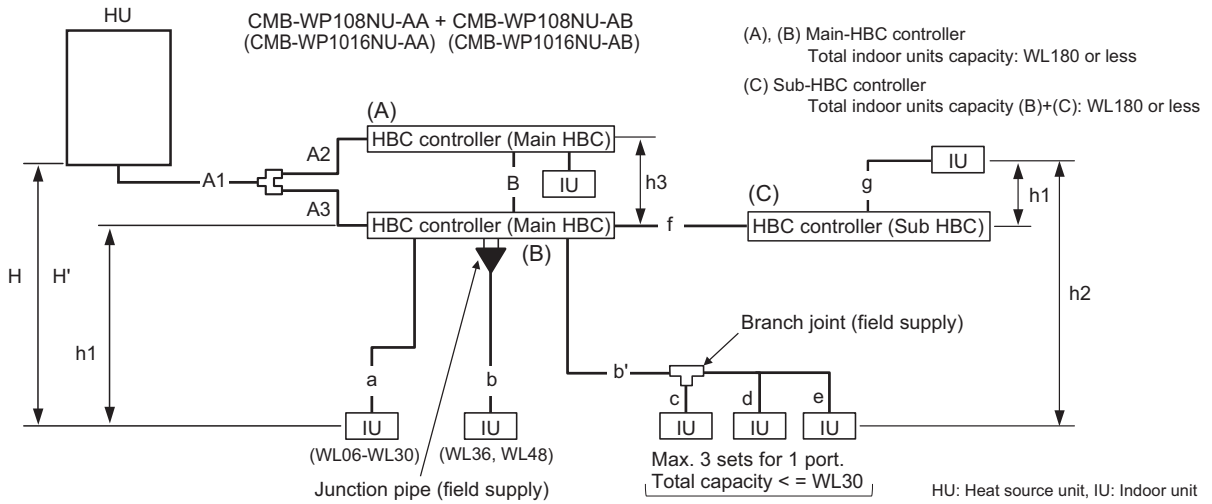 HU
CMB-WP108NU-AA + CMB-WP108NU-AB
(CMB-WP1016NU-AA) (CMB-WP1016NU-AB)
(A), (B) Main-HBC controller
Total indoor units capacity: WL180 or less
(C) Sub-HBC controller
Total indoor units capacity (B)+(C): WL180 or less
(A)
HBC controller (Main HBC)
A2
A1
A3
B
IU
h3
HBC controller (Main HBC)
(B)
f
(C)
HBC controller (Sub HBC)
g
IU
h1
h2
H
H'
h1
a
b
b'
Branch joint (field supply)
c
d
e
IU
IU
IU
IU
IU
(WL06-WL30)
(WL36, WL48)
Max. 3 sets for 1 port.
Total capacity < = WL30
Junction pipe (field supply)
HU: Heat source unit, IU: Indoor unit